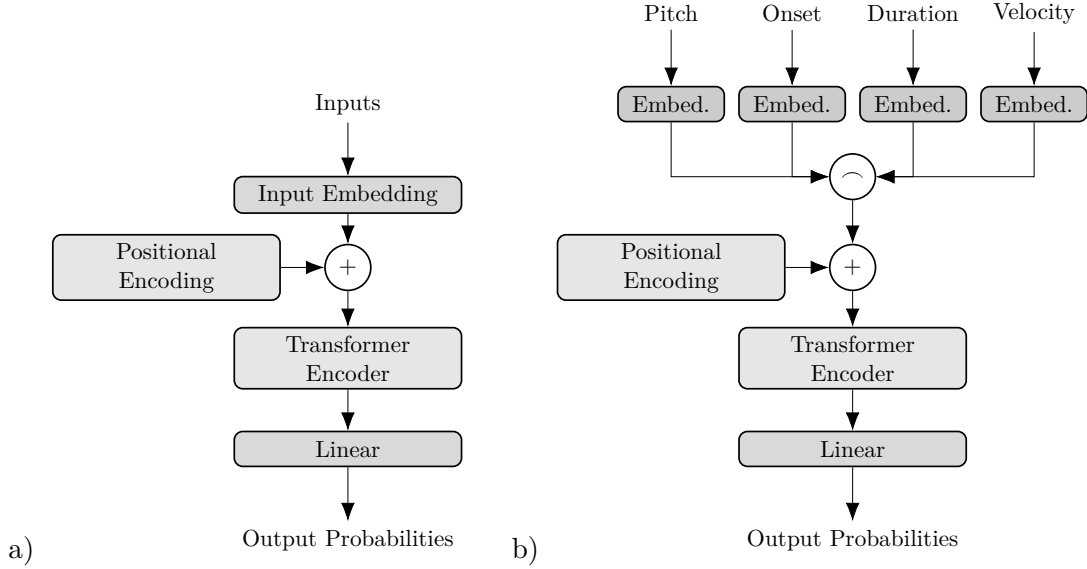 Inputs
Input Embedding
Positional
Encoding
+
Transformer
Encoder
Linear
Output Probabilities
a)
Pitch Onset Duration Velocity
Embed. Embed. Embed. Embed.
⌢
Positional
Encoding
+
Transformer
Encoder
Linear
Output Probabilities
b)